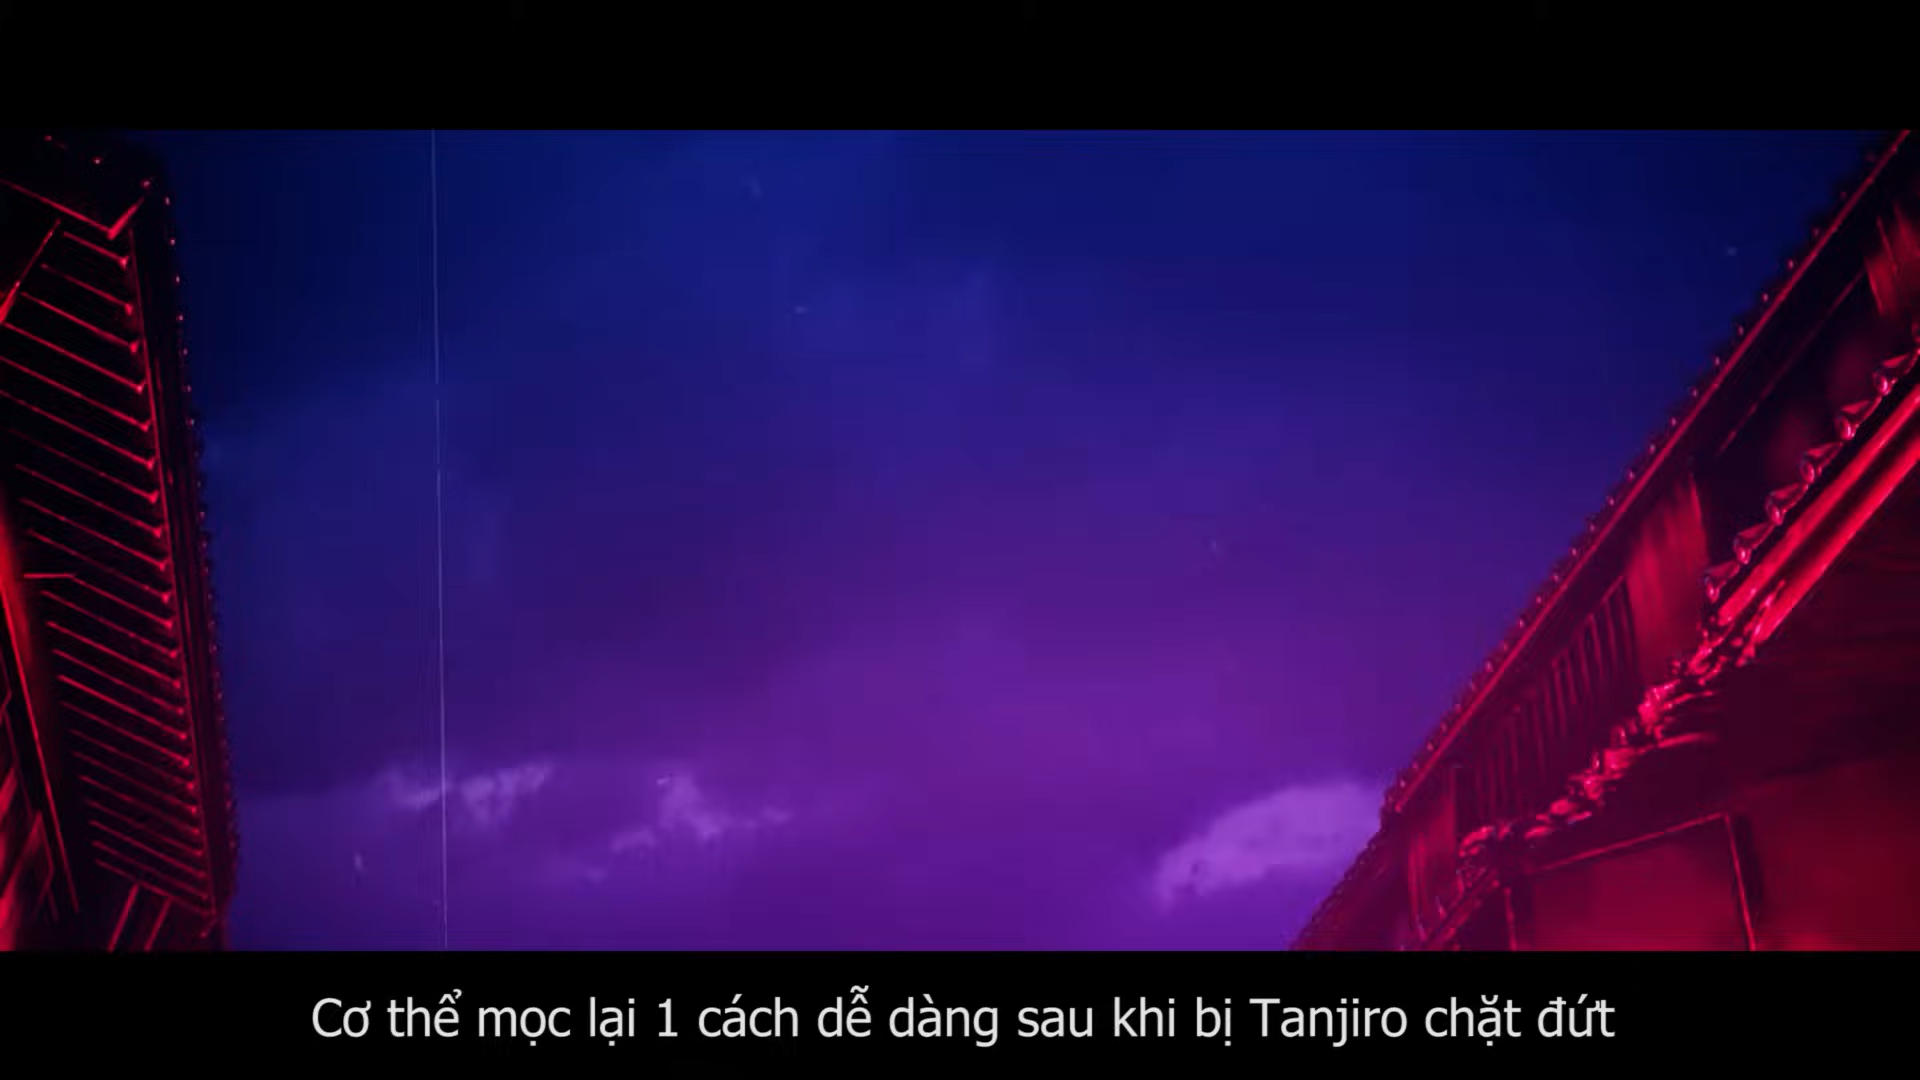 Cơ thể mọc lại 1 cách dễ dàng sau khi bị Tanjiro chặt đứt